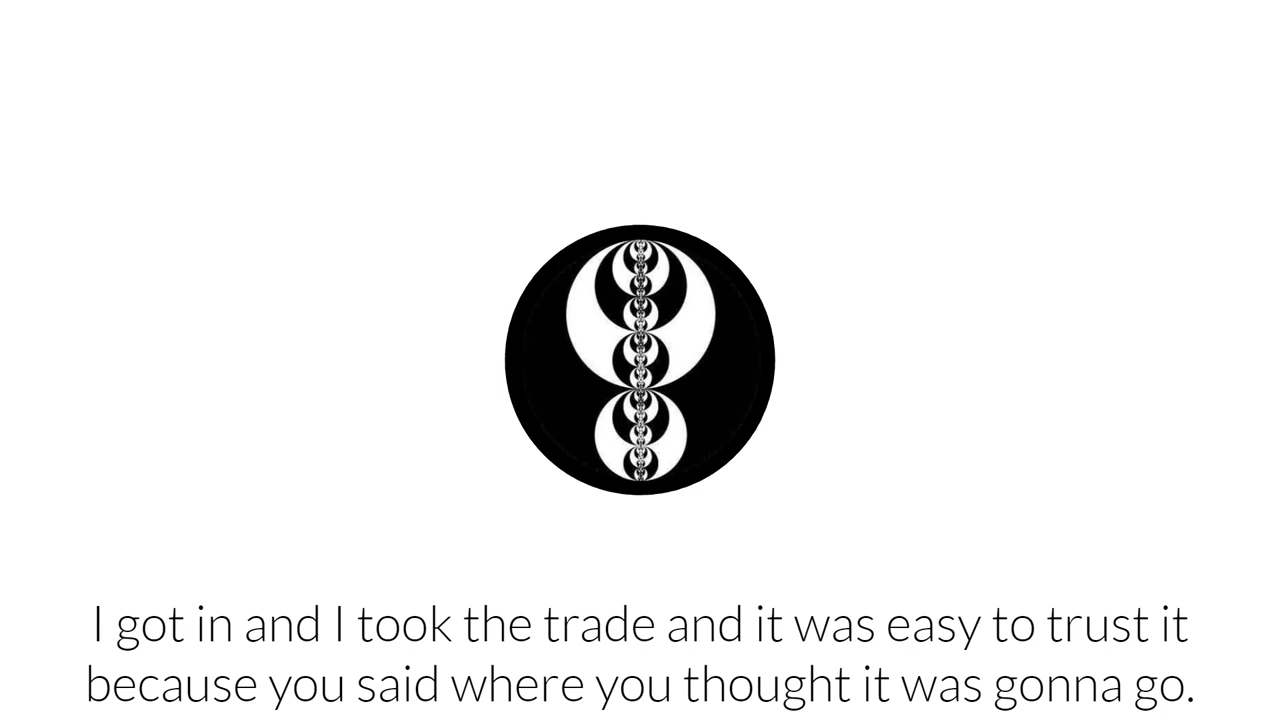 I got in and I took the trade and it was easy to trust it
because you said where you thought it was gonna go.